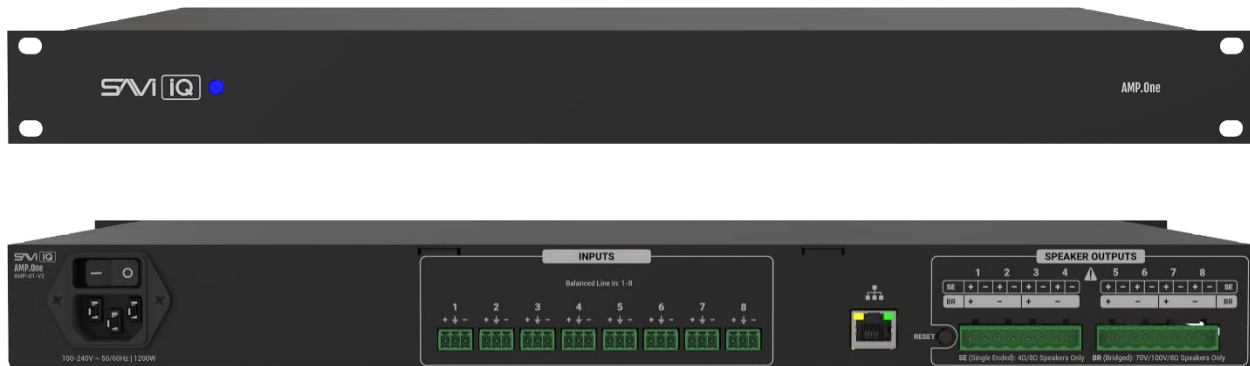 SAVI iQ
AMP.One
SAVI iQ
AMP.One
AMP-01-V2
100-240V ~ 50/60Hz | 1200W
INPUTS
Balanced Line In: 1-8
1 2 3 4 5 6 7 8
+ ⏚ - + ⏚ - + ⏚ - + ⏚ - + ⏚ - + ⏚ - + ⏚ - + ⏚ -
RESET
SPEAKER OUTPUTS
1 2 3 4 5 6 7 8
SE + - + - + - + - + - + - + - + - SE
BR + - + - + - + - BR
SE (Single Ended): 4Ω/8Ω Speakers Only BR (Bridged): 70V/100V/8Ω Speakers Only